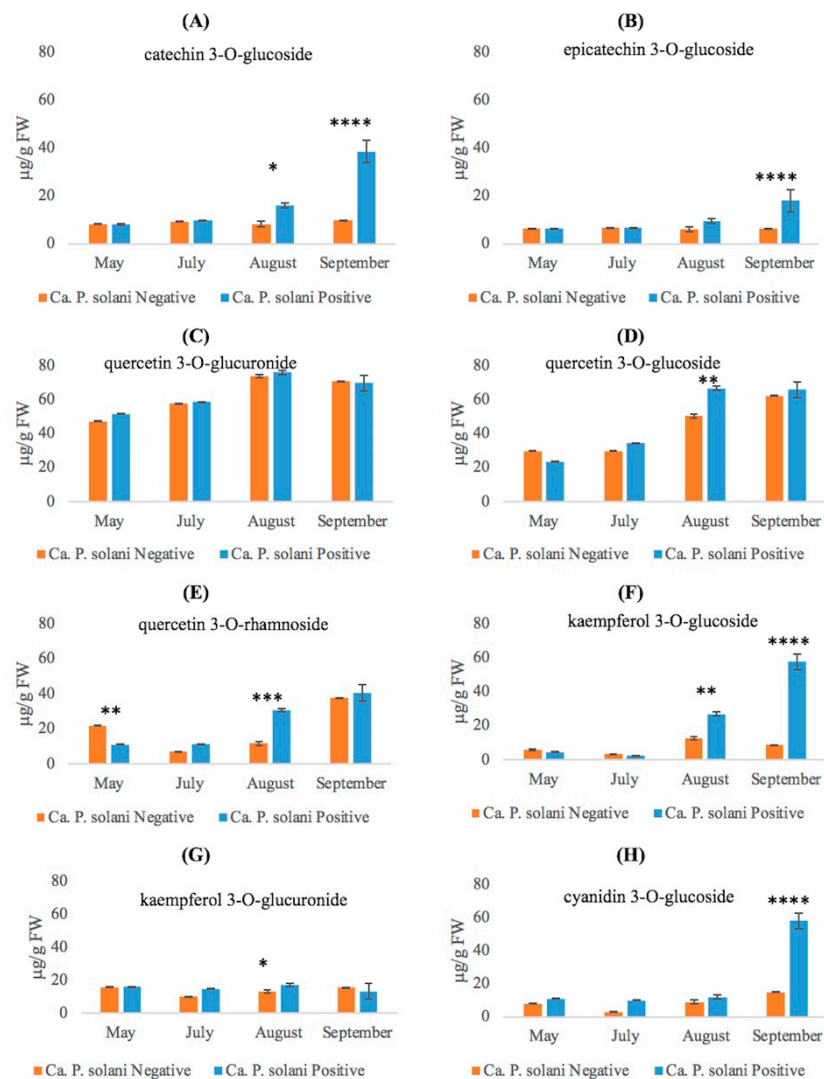 (A)
catechin 3-O-glucoside
µg/g FW
80
60
40
20
0
*
****
May July August September
Ca. P. solani Negative Ca. P. solani Positive
(B)
epicatechin 3-O-glucoside
µg/g FW
80
60
40
20
0
****
May July August September
Ca. P. solani Negative Ca. P. solani Positive
(C)
quercetin 3-O-glucuronide
µg/g FW
80
60
40
20
0
May July August September
Ca. P. solani Negative Ca. P. solani Positive
(D)
quercetin 3-O-glucoside
µg/g FW
80
60
40
20
0
**
May July August September
Ca. P. solani Negative Ca. P. solani Positive
(E)
quercetin 3-O-rhamnoside
µg/g FW
80
60
40
20
0
**
***
May July August September
Ca. P. solani Negative Ca. P. solani Positive
(F)
kaempferol 3-O-glucoside
µg/g FW
80
60
40
20
0
**
****
May July August September
Ca. P. solani Negative Ca. P. solani Positive
(G)
kaempferol 3-O-glucuronide
µg/g FW
80
60
40
20
0
*
May July August September
Ca. P. solani Negative Ca. P. solani Positive
(H)
cyanidin 3-O-glucoside
µg/g FW
80
60
40
20
0
****
May July August September
Ca. P. solani Negative Ca. P. solani Positive